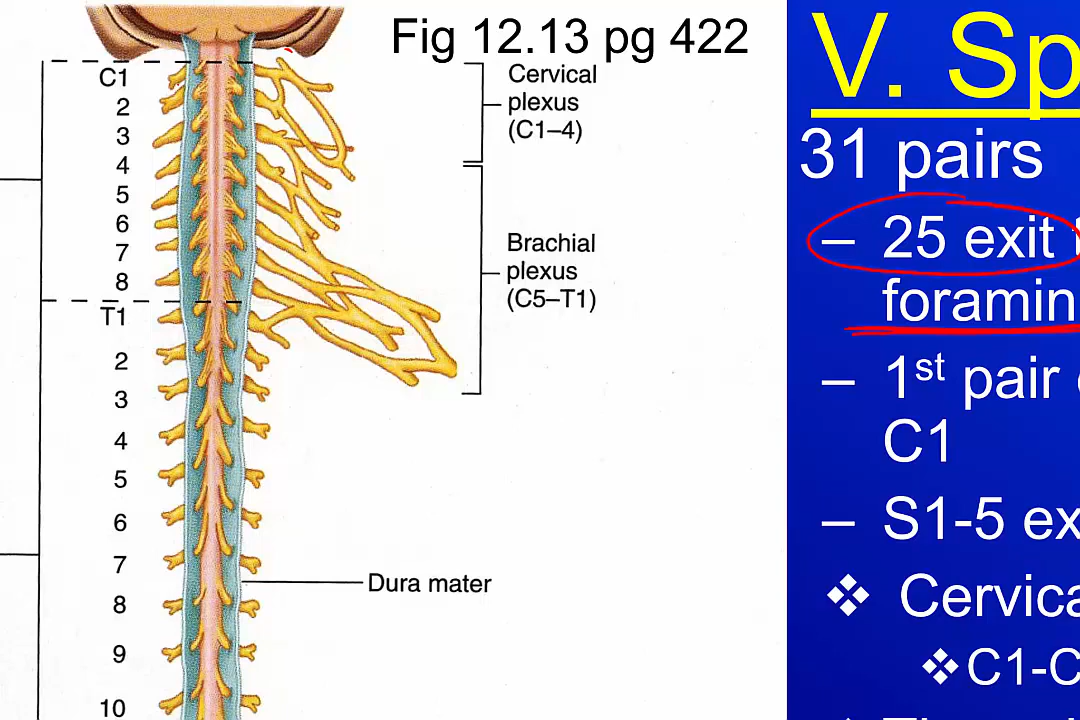 Fig 12.13 pg 422
C1
2
3
4
5
6
7
8
T1
2
3
4
5
6
7
8
9
10
Cervical
plexus
(C1–4)
Brachial
plexus
(C5–T1)
Dura mater
V. Sp
31 pairs
– 25 exit
foramin
– 1st pair
C1
– S1-5 ex
❖ Cervica
❖C1-C